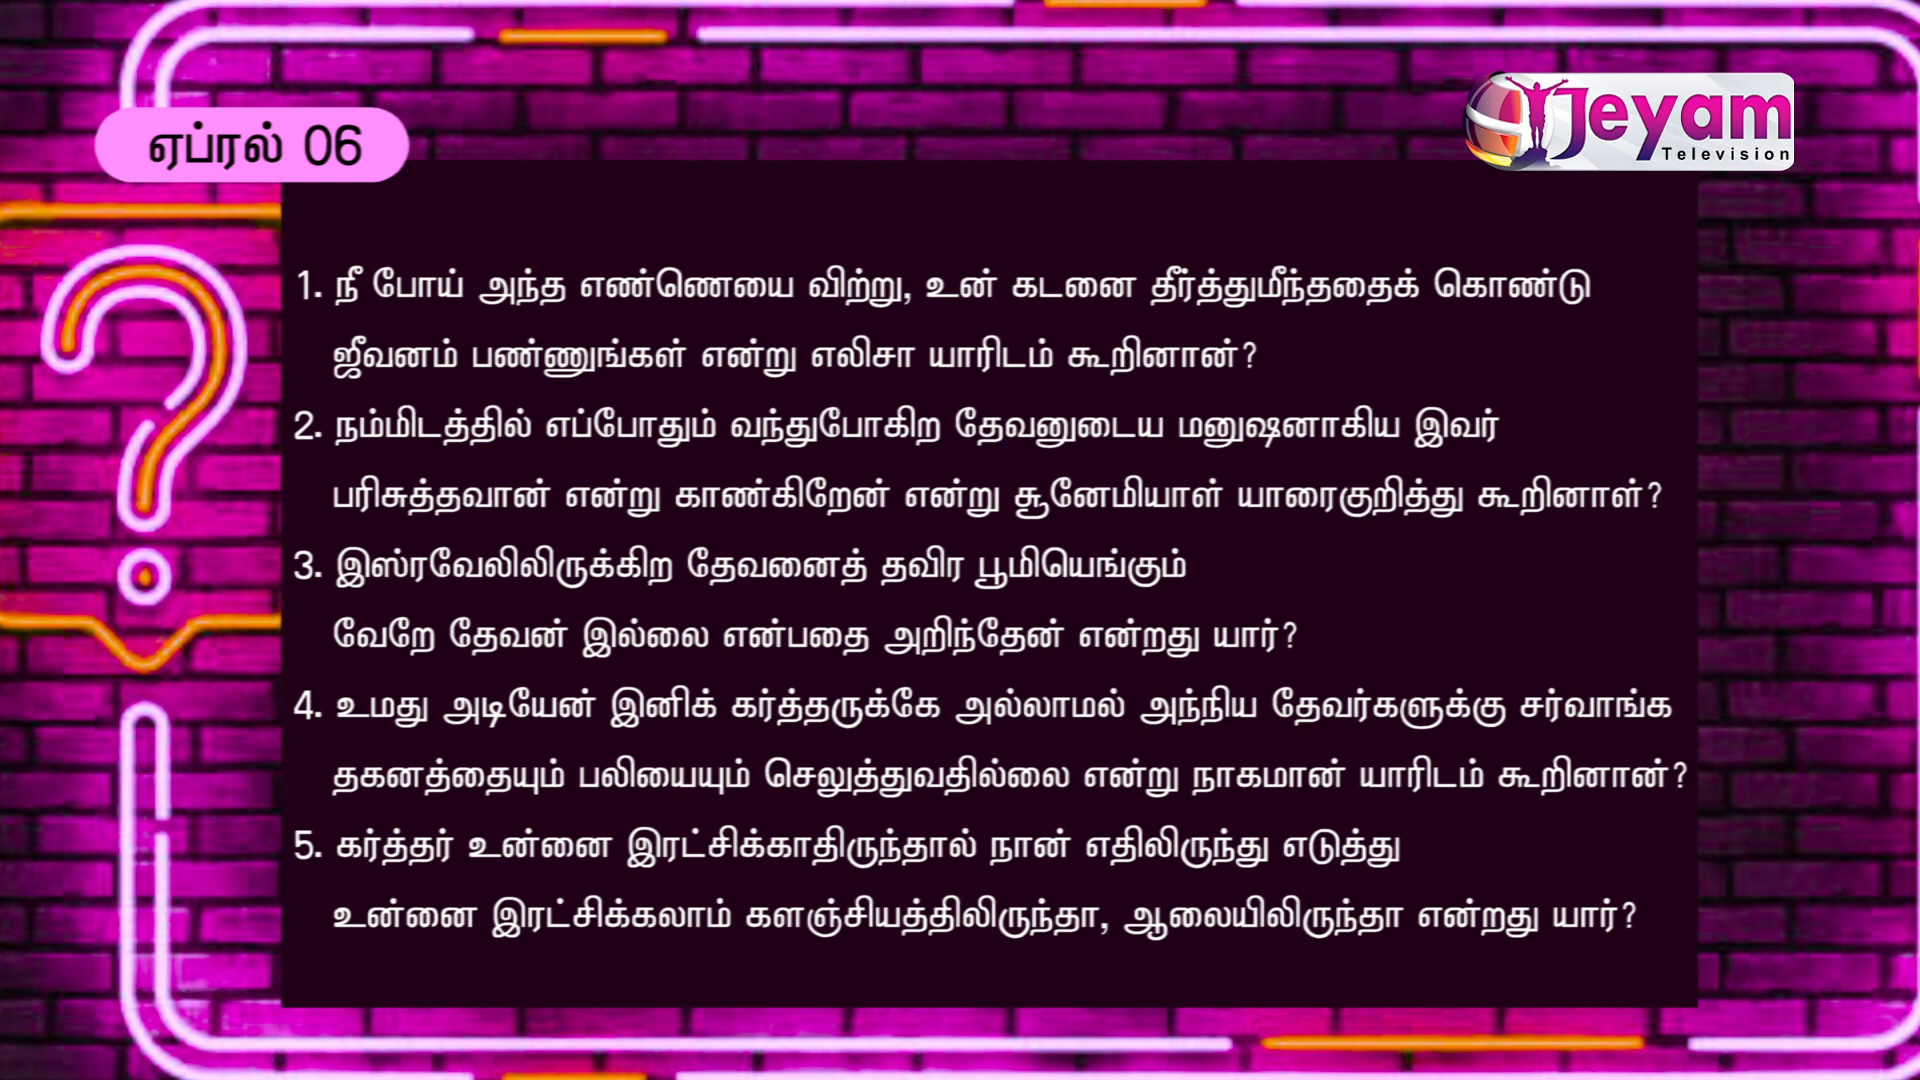 ஏப்ரல் 06
Jeyam
Television
1. நீ போய் அந்த எண்ணெயை விற்று, உன் கடனை தீர்த்துமீந்ததைக் கொண்டு
ஜீவனம் பண்ணுங்கள் என்று எலிசா யாரிடம் கூறினான்?
2. நம்மிடத்தில் எப்போதும் வந்துபோகிற தேவனுடைய மனுஷனாகிய இவர்
பரிசுத்தவான் என்று காண்கிறேன் என்று சூனேமியாள் யாரைகுறித்து கூறினாள்?
3. இஸ்ரவேலிலிருக்கிற தேவனைத் தவிர பூமியெங்கும்
வேறே தேவன் இல்லை என்பதை அறிந்தேன் என்றது யார்?
4. உமது அடியேன் இனிக் கர்த்தருக்கே அல்லாமல் அந்நிய தேவர்களுக்கு சர்வாங்க
தகனத்தையும் பலியையும் செலுத்துவதில்லை என்று நாகமான் யாரிடம் கூறினான்?
5. கர்த்தர் உன்னை இரட்சிக்காதிருந்தால் நான் எதிலிருந்து எடுத்து
உன்னை இரட்சிக்கலாம் களஞ்சியத்திலிருந்தா, ஆலையிலிருந்தா என்றது யார்?